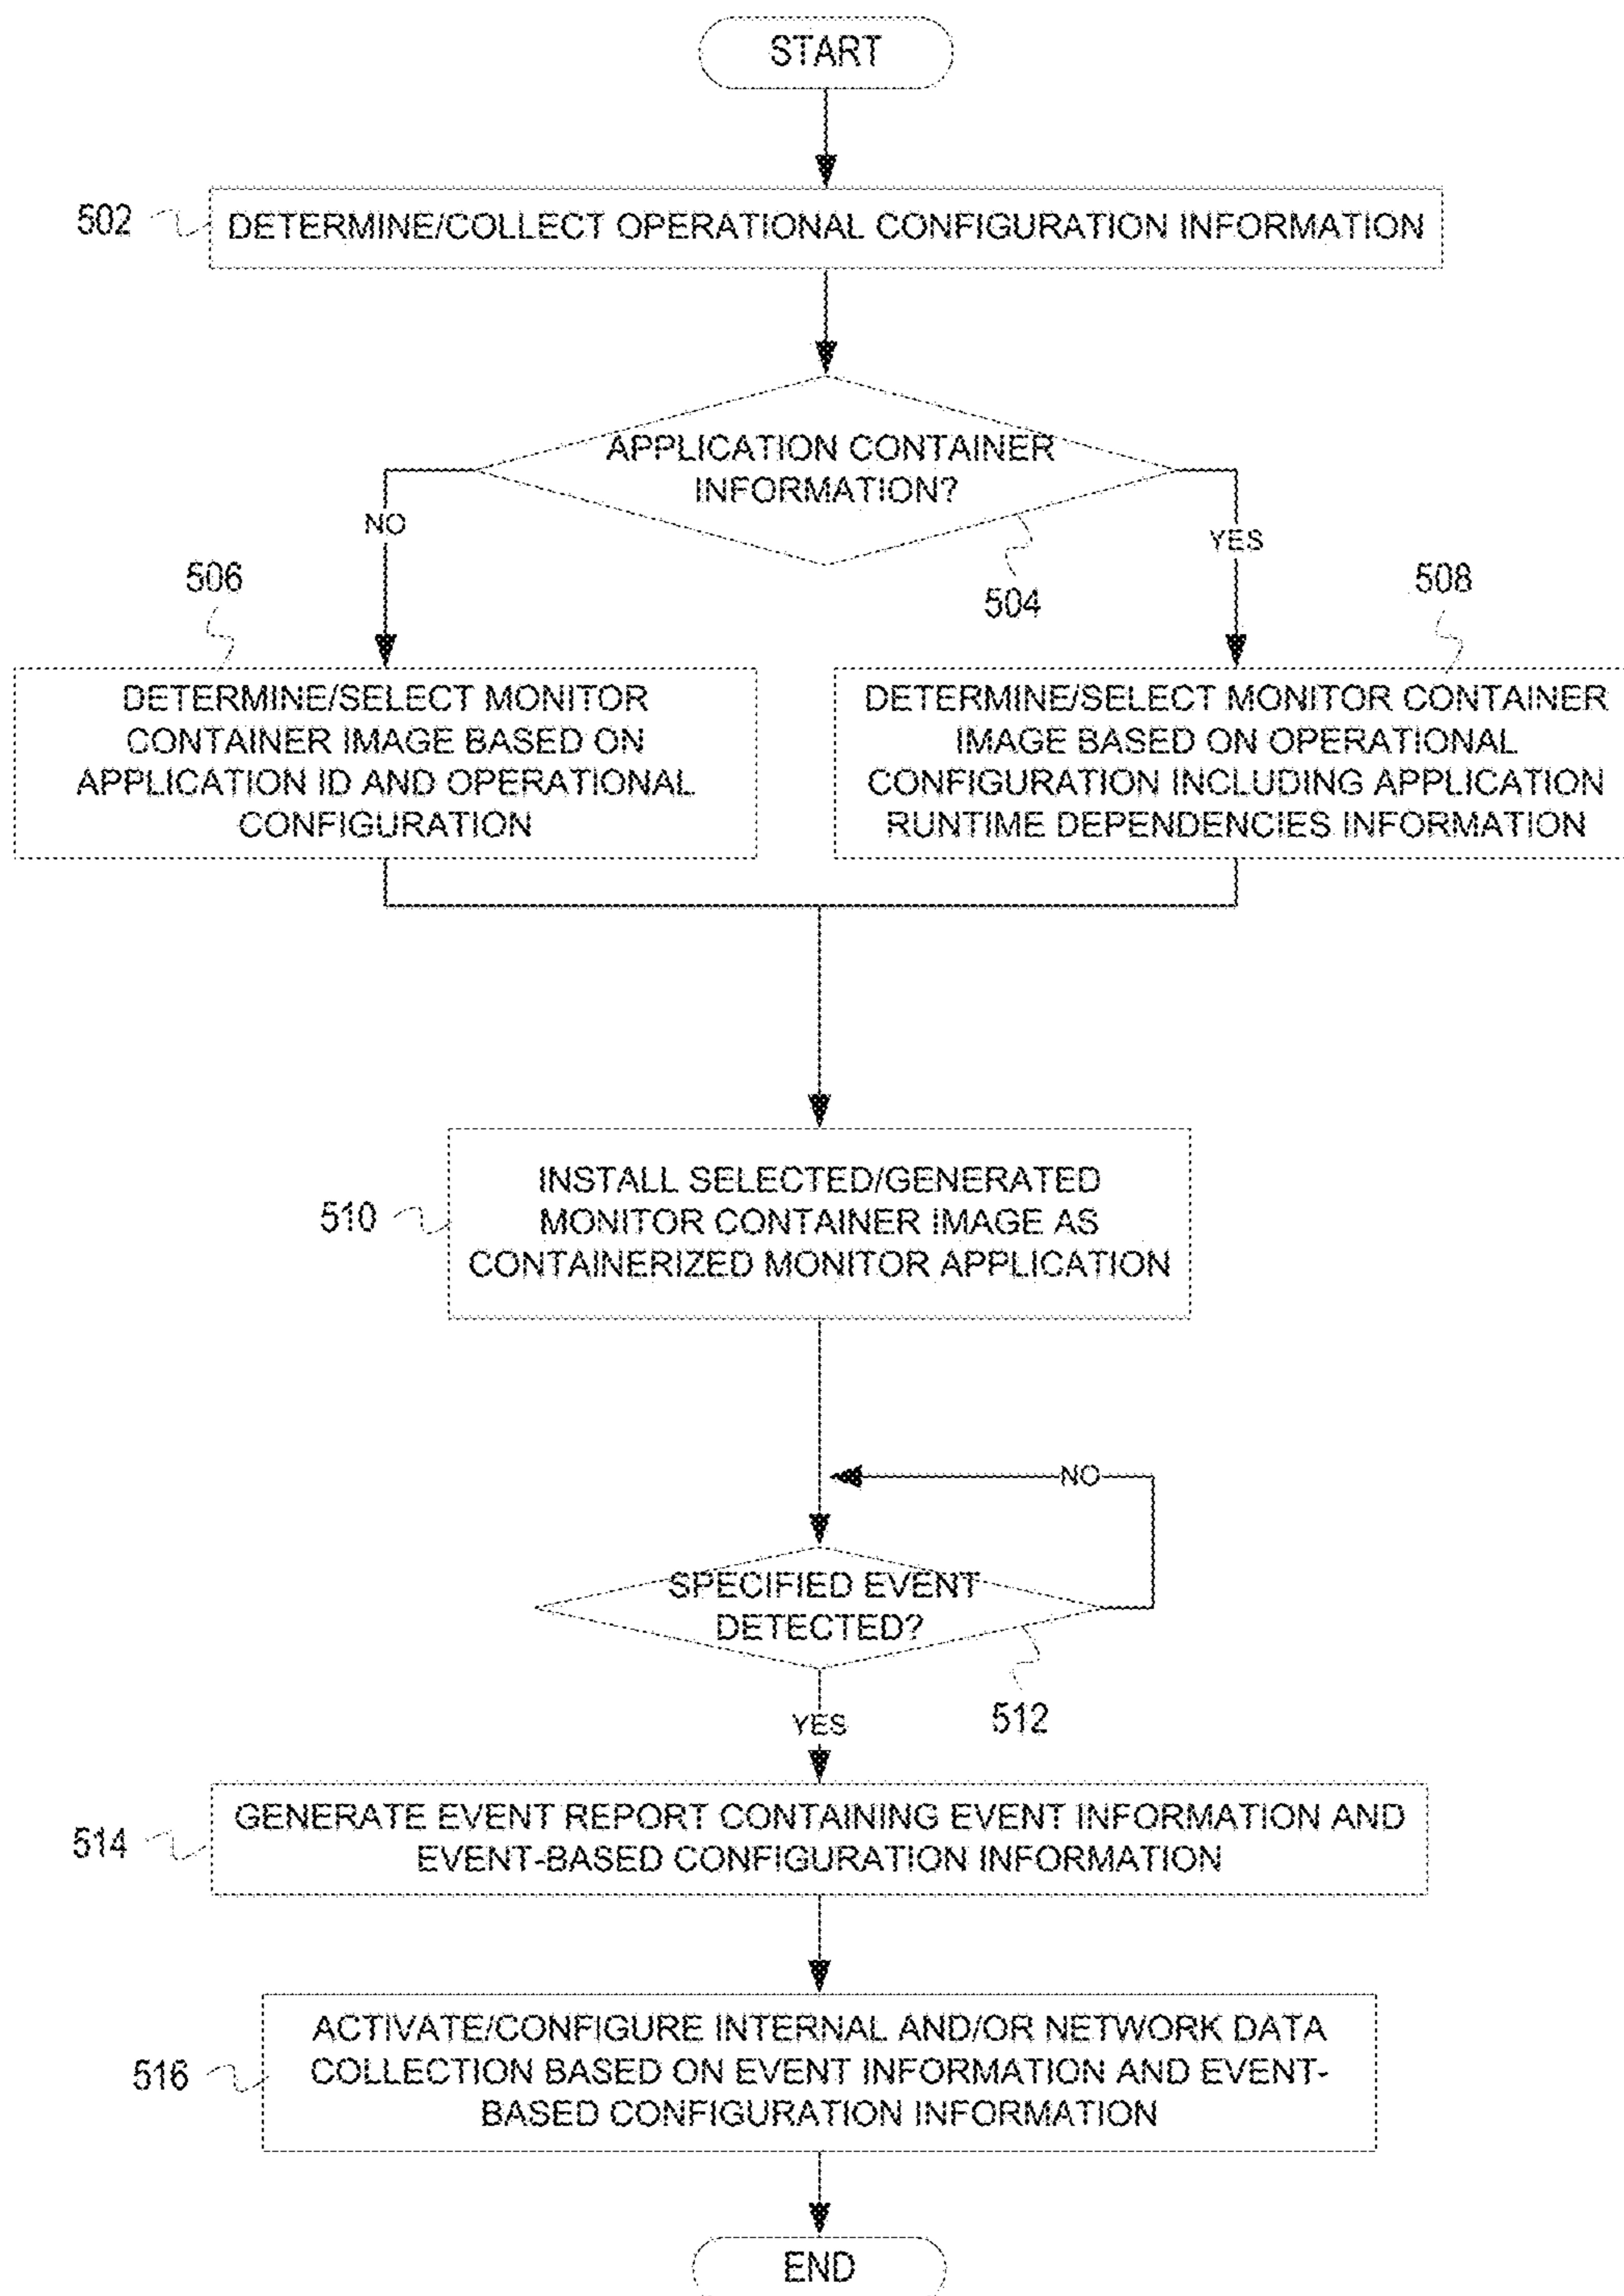 START
502
DETERMINE/COLLECT OPERATIONAL CONFIGURATION INFORMATION
APPLICATION CONTAINER
INFORMATION?
NO
YES
504
506
508
DETERMINE/SELECT MONITOR
CONTAINER IMAGE BASED ON
APPLICATION ID AND OPERATIONAL
CONFIGURATION
DETERMINE/SELECT MONITOR CONTAINER
IMAGE BASED ON OPERATIONAL
CONFIGURATION INCLUDING APPLICATION
RUNTIME DEPENDENCIES INFORMATION
510
INSTALL SELECTED/GENERATED
MONITOR CONTAINER IMAGE AS
CONTAINERIZED MONITOR APPLICATION
NO
SPECIFIED EVENT
DETECTED?
512
YES
514
GENERATE EVENT REPORT CONTAINING EVENT INFORMATION AND
EVENT-BASED CONFIGURATION INFORMATION
516
ACTIVATE/CONFIGURE INTERNAL AND/OR NETWORK DATA
COLLECTION BASED ON EVENT INFORMATION AND EVENT-
BASED CONFIGURATION INFORMATION
END